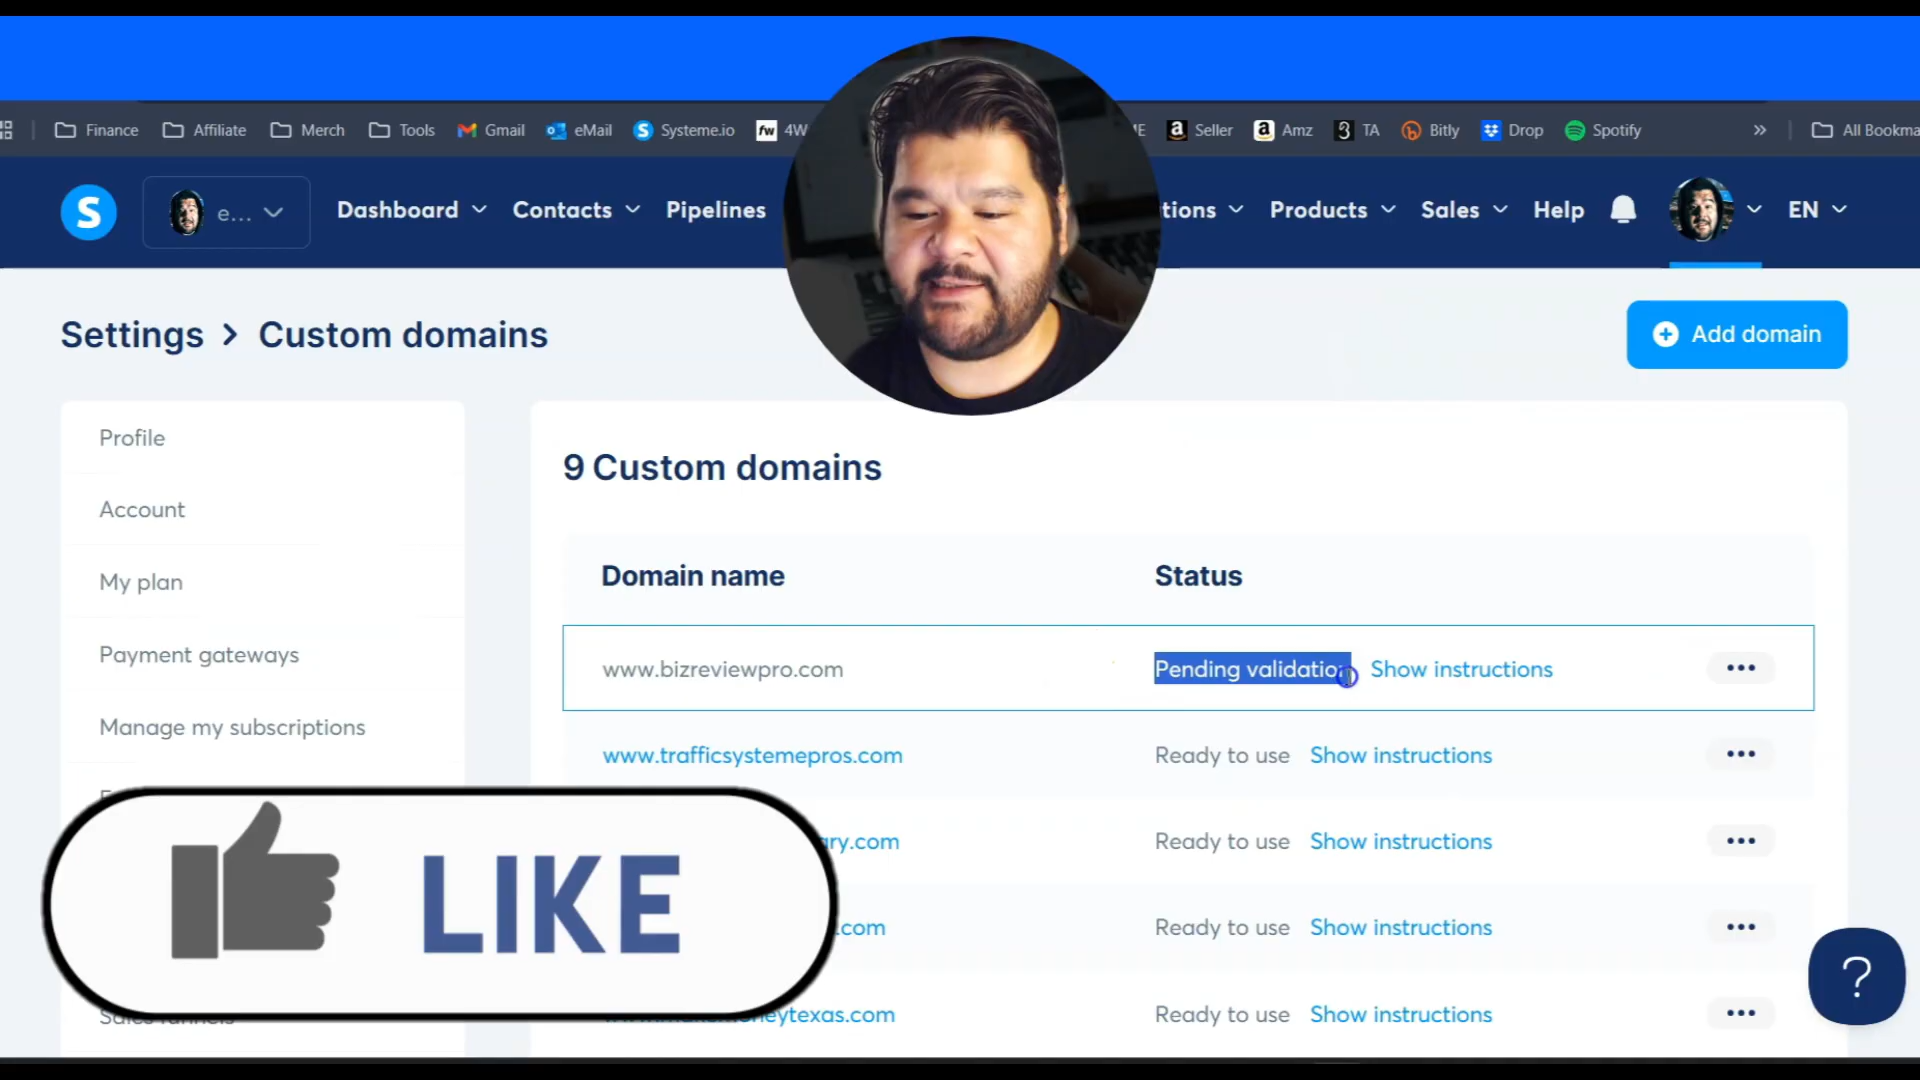 Finance Affiliate Merch Tools Gmail eMail Systeme.io fw 4W ME Seller Amz TA Bitly Drop Spotify » All Bookma
S e... Dashboard Contacts Pipelines tions Products Sales Help EN
Settings > Custom domains
Add domain
Profile
Account
My plan
Payment gateways
Manage my subscriptions
9 Custom domains
Domain name Status
www.bizreviewpro.com Pending validation Show instructions •••
www.trafficsystemepros.com Ready to use Show instructions •••
ary.com Ready to use Show instructions •••
.com Ready to use Show instructions •••
eytexas.com Ready to use Show instructions •••
LIKE
Sales funnels
?